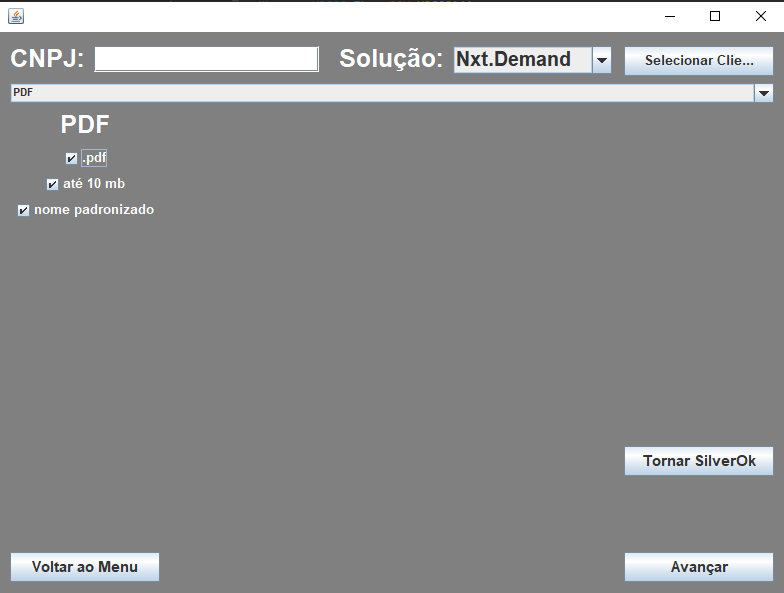 CNPJ: Solução: Nxt.Demand Selecionar Clie...
PDF
PDF
.pdf
até 10 mb
nome padronizado
Tornar SilverOk
Voltar ao Menu Avançar